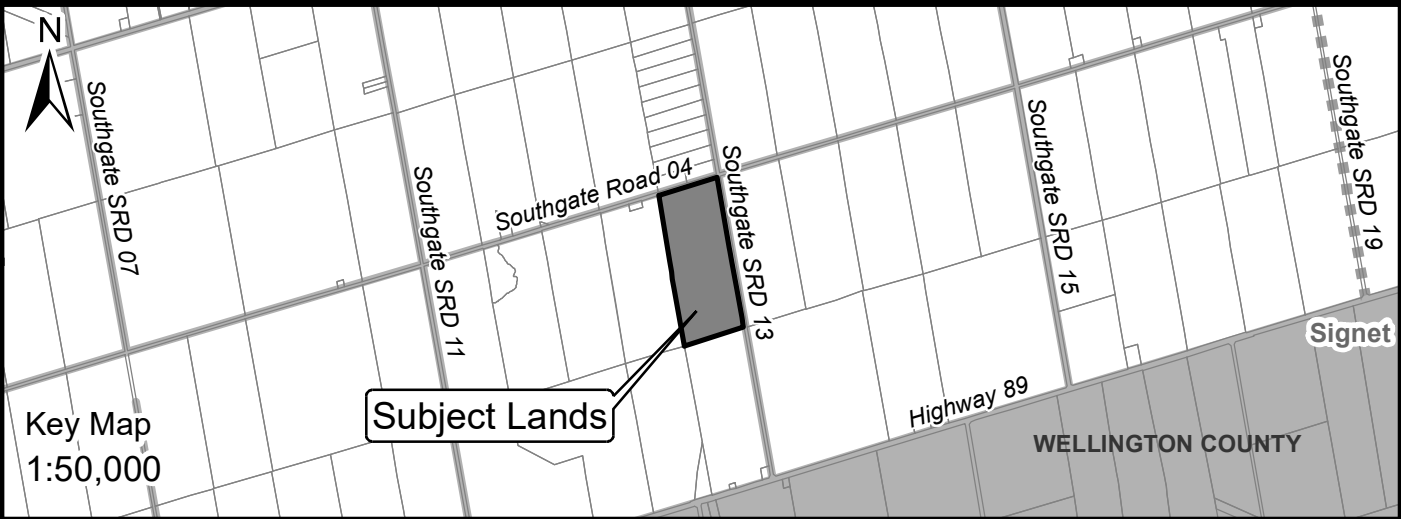 N
Southgate SRD 07
Southgate SRD 11
Southgate Road 04
Southgate SRD 13
Southgate SRD 15
Southgate SRD 19
Signet
Subject Lands
Highway 89
WELLINGTON COUNTY
Key Map
1:50,000